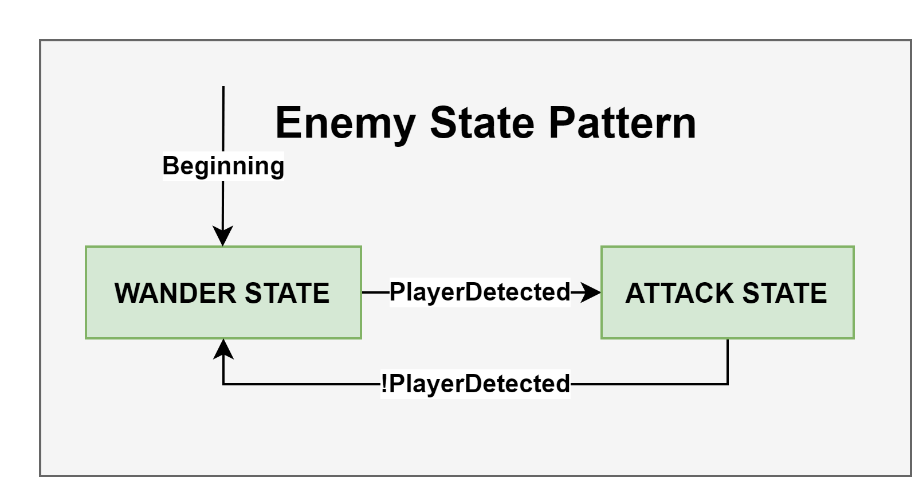 Enemy State Pattern
Beginning
WANDER STATE
PlayerDetected
ATTACK STATE
!PlayerDetected